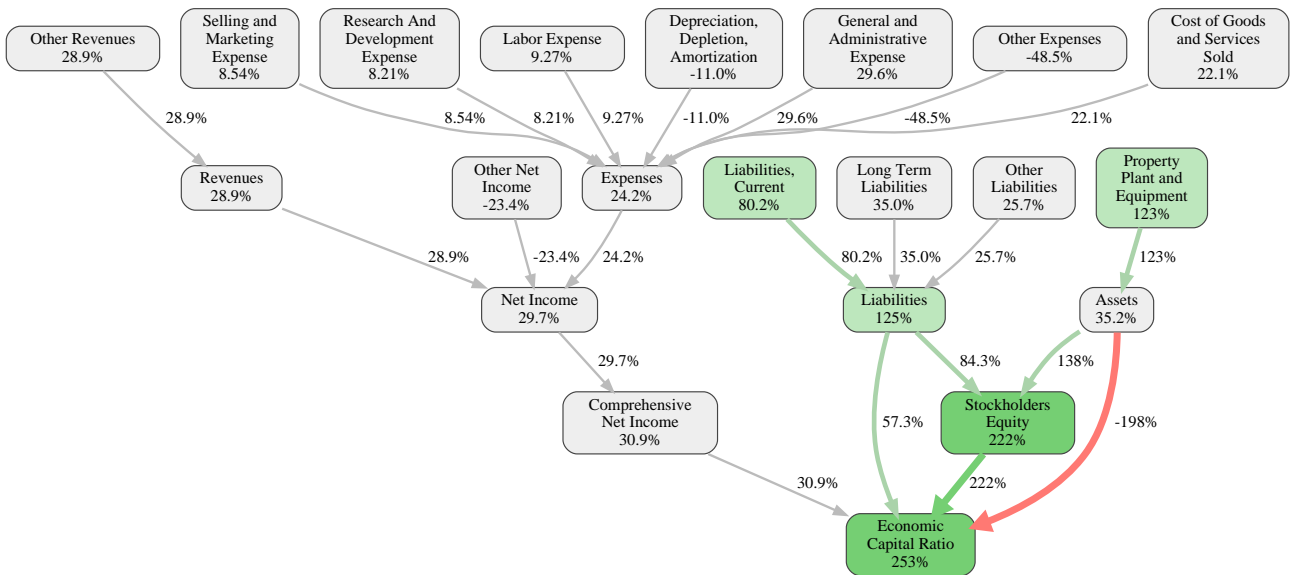 Other Revenues
28.9%
Selling and
Marketing
Expense
8.54%
Research And
Development
Expense
8.21%
Labor Expense
9.27%
Depreciation,
Depletion,
Amortization
-11.0%
General and
Administrative
Expense
29.6%
Other Expenses
-48.5%
Cost of Goods
and Services
Sold
22.1%
28.9%
8.54%
8.21%
9.27%
-11.0%
29.6%
-48.5%
22.1%
Revenues
28.9%
Other Net
Income
-23.4%
Expenses
24.2%
Liabilities,
Current
80.2%
Long Term
Liabilities
35.0%
Other
Liabilities
25.7%
Property
Plant and
Equipment
123%
28.9%
-23.4%
24.2%
80.2%
35.0%
25.7%
123%
Net Income
29.7%
Liabilities
125%
Assets
35.2%
29.7%
84.3%
138%
Comprehensive
Net Income
30.9%
57.3%
Stockholders
Equity
222%
-198%
30.9%
222%
Economic
Capital Ratio
253%